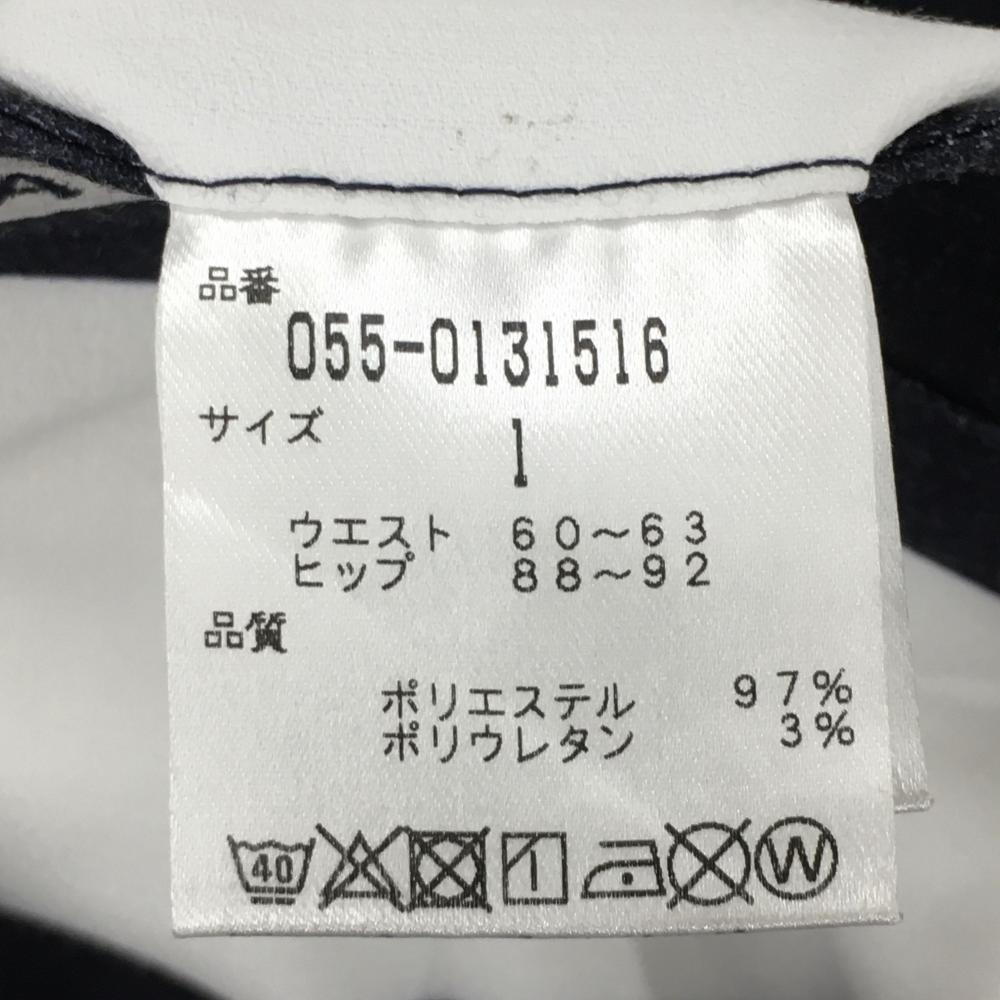 品番
055-0131516
サイズ
1
ウエスト 60～63
ヒップ 88～92
品質
ポリエステル 97%
ポリウレタン 3%
40 W